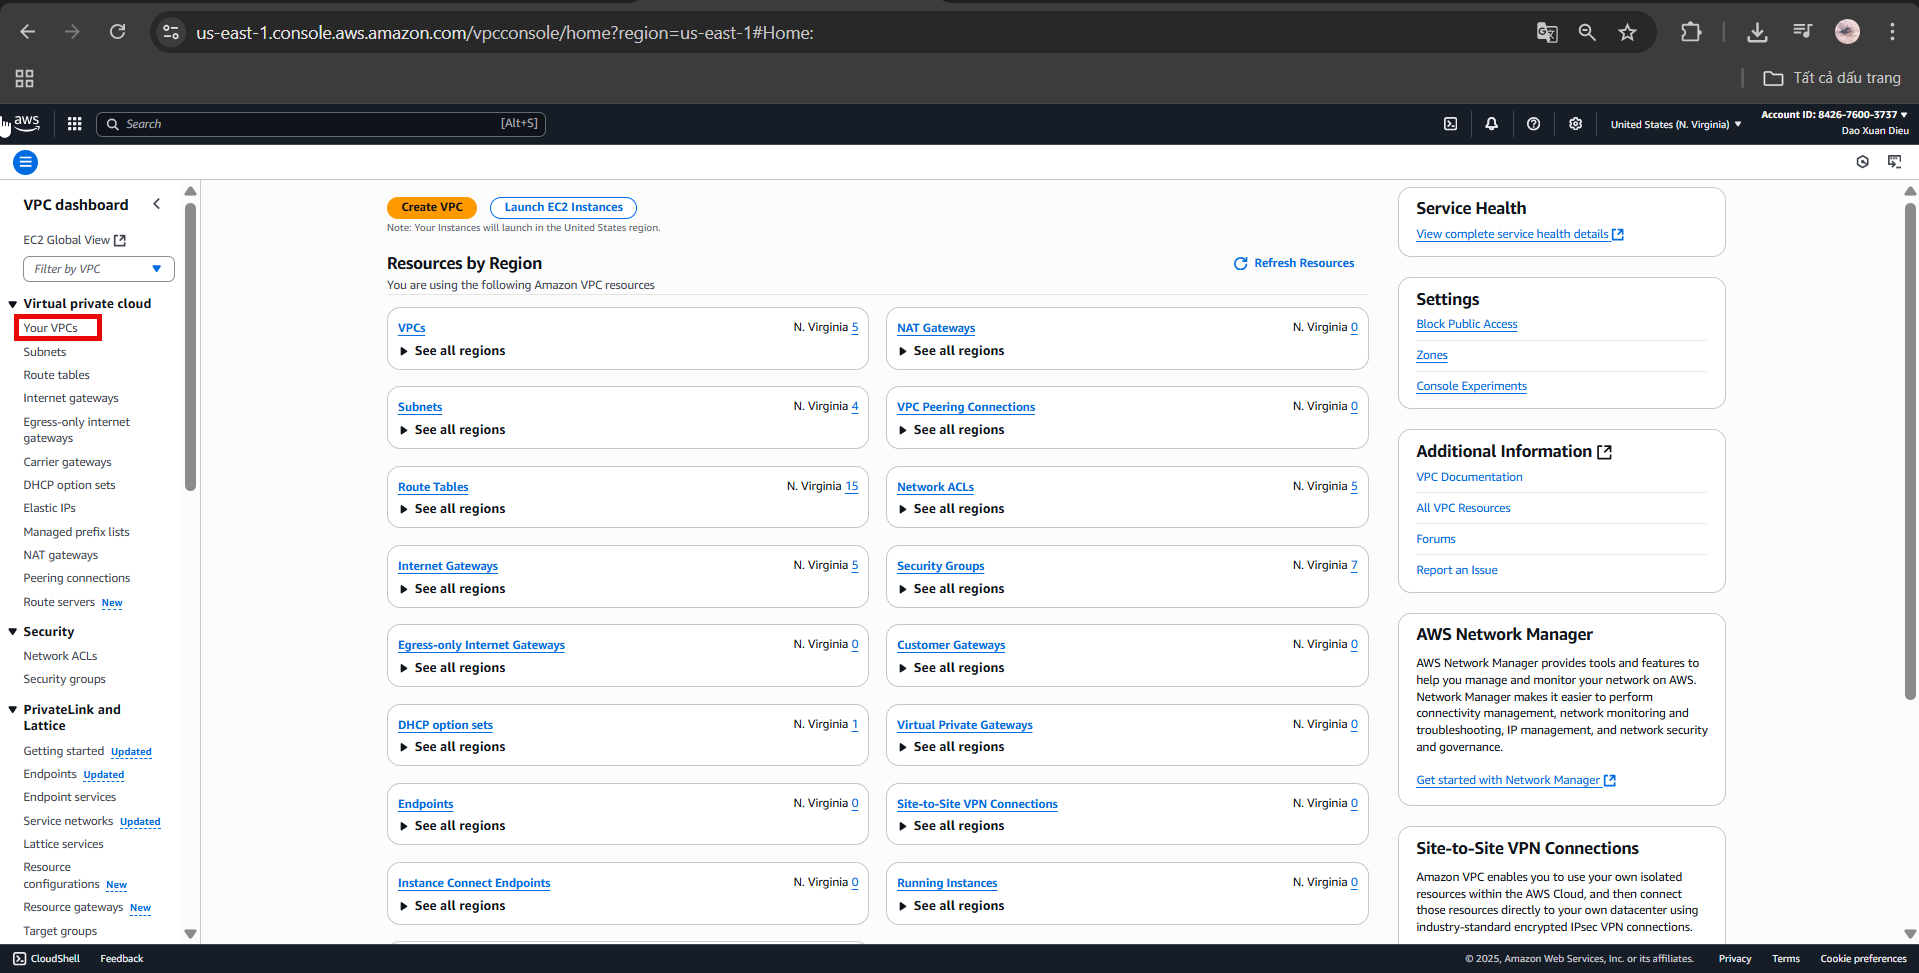 us-east-1.console.aws.amazon.com/vpcconsole/home?region=us-east-1#Home:
Tất cả dấu trang
aws
Search
[Alt+S]
United States (N. Virginia)
Account ID: 8426-7600-3737
Dao Xuan Dieu
VPC dashboard
EC2 Global View
Filter by VPC
Virtual private cloud
Your VPCs
Subnets
Route tables
Internet gateways
Egress-only internet
gateways
Carrier gateways
DHCP option sets
Elastic IPs
Managed prefix lists
NAT gateways
Peering connections
Route servers New
Security
Network ACLs
Security groups
PrivateLink and
Lattice
Getting started Updated
Endpoints Updated
Endpoint services
Service networks Updated
Lattice services
Resource
configurations New
Resource gateways New
Target groups
Create VPC
Launch EC2 Instances
Note: Your Instances will launch in the United States region.
Resources by Region
Refresh Resources
You are using the following Amazon VPC resources
VPCs
N. Virginia 5
See all regions
NAT Gateways
N. Virginia 0
See all regions
Subnets
N. Virginia 4
See all regions
VPC Peering Connections
N. Virginia 0
See all regions
Route Tables
N. Virginia 15
See all regions
Network ACLs
N. Virginia 5
See all regions
Internet Gateways
N. Virginia 5
See all regions
Security Groups
N. Virginia 7
See all regions
Egress-only Internet Gateways
N. Virginia 0
See all regions
Customer Gateways
N. Virginia 0
See all regions
DHCP option sets
N. Virginia 1
See all regions
Virtual Private Gateways
N. Virginia 0
See all regions
Endpoints
N. Virginia 0
See all regions
Site-to-Site VPN Connections
N. Virginia 0
See all regions
Instance Connect Endpoints
N. Virginia 0
See all regions
Running Instances
N. Virginia 0
See all regions
Service Health
View complete service health details
Settings
Block Public Access
Zones
Console Experiments
Additional Information
VPC Documentation
All VPC Resources
Forums
Report an Issue
AWS Network Manager
AWS Network Manager provides tools and features to
help you manage and monitor your network on AWS.
Network Manager makes it easier to perform
connectivity management, network monitoring and
troubleshooting, IP management, and network security
and governance.
Get started with Network Manager
Site-to-Site VPN Connections
Amazon VPC enables you to use your own isolated
resources within the AWS Cloud, and then connect
those resources directly to your own datacenter using
industry-standard encrypted IPsec VPN connections.
CloudShell
Feedback
© 2025, Amazon Web Services, Inc. or its affiliates.
Privacy
Terms
Cookie preferences